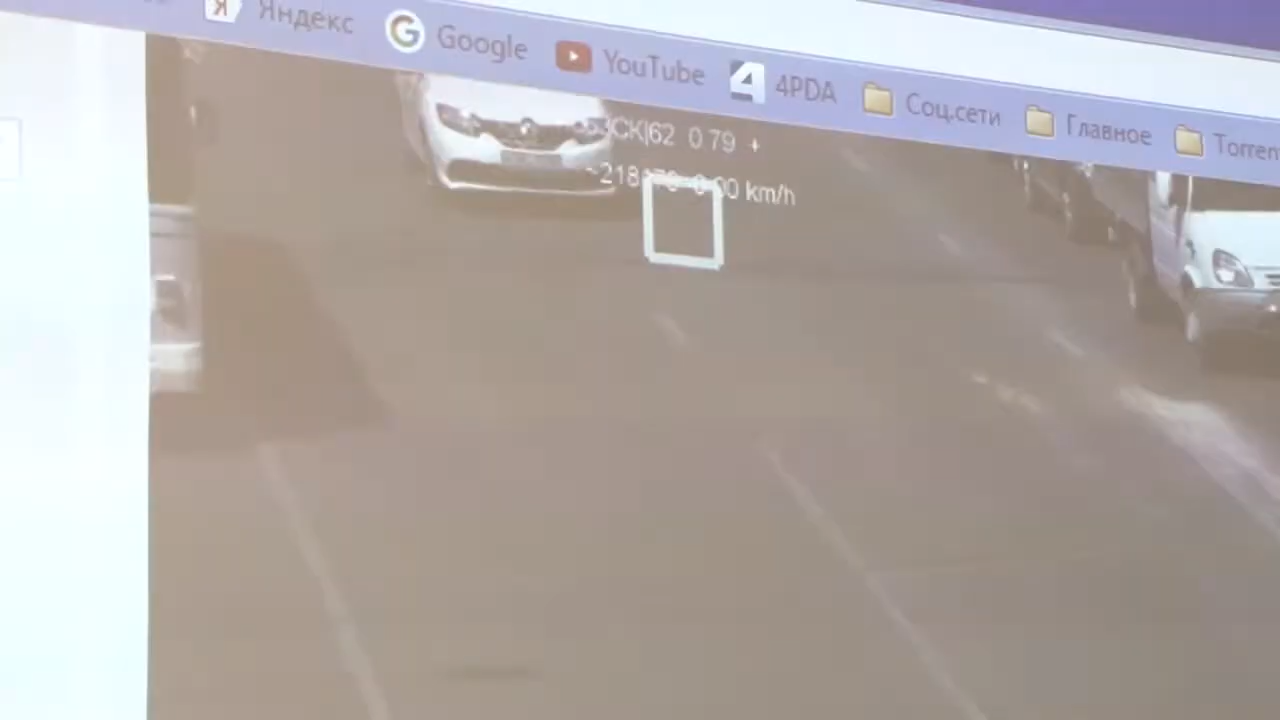 Яндекс
Google
YouTube
4PDA
Соц.сети
Главное
Torren
СК|62 0.79 +
km/h